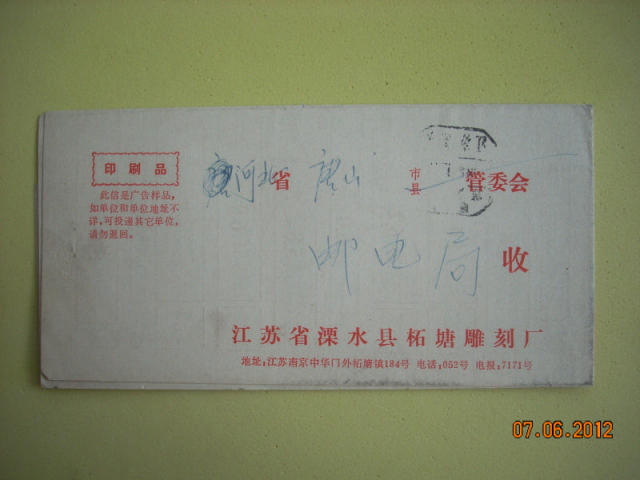 印刷品
此信是广告样品，
如单位和单位地址不
详，可投递其它单位，
请勿退回。
河北省 唐山 市县 管委会
邮电局 收
江苏省溧水县柘塘雕刻厂
地址：江苏南京中华门外柘塘镇184号 电话：052号 电报：7171号
07.06.2012